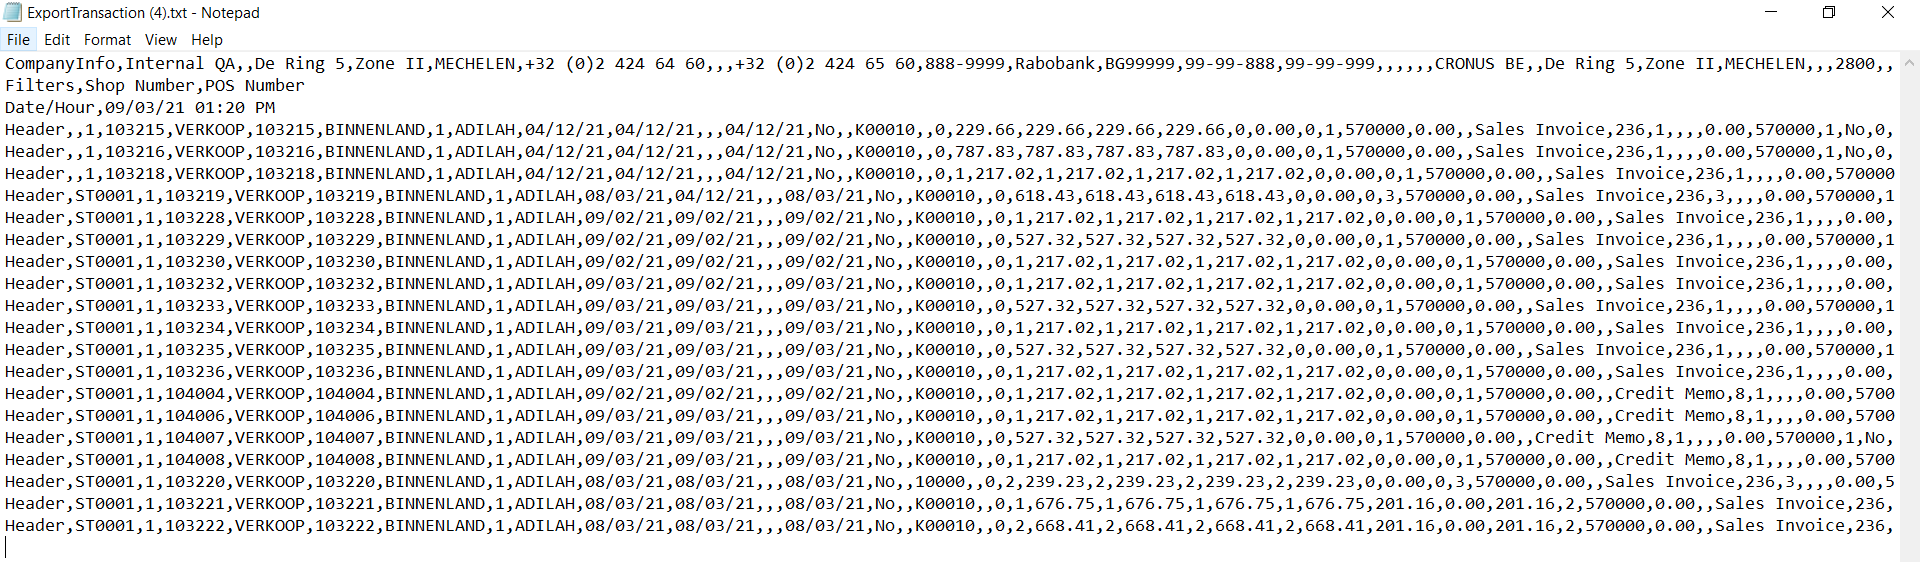 ExportTransaction (4).txt - Notepad
File Edit Format View Help
CompanyInfo,Internal QA,,De Ring 5,Zone II,MECHELEN,+32 (0)2 424 64 60,,,+32 (0)2 424 65 60,888-9999,Rabobank,BG99999,99-99-888,99-99-999,,,,,,CRONUS BE,,De Ring 5,Zone II,MECHELEN,,,2800,,
Filters,Shop Number,POS Number
Date/Hour,09/03/21 01:20 PM
Header,,1,103215,VERKOOP,103215,BINNENLAND,1,ADILAH,04/12/21,04/12/21,,,04/12/21,No,,K00010,,0,229.66,229.66,229.66,229.66,0,0.00,0,1,570000,0.00,,Sales Invoice,236,1,,,,0.00,570000,1,No,0,
Header,,1,103216,VERKOOP,103216,BINNENLAND,1,ADILAH,04/12/21,04/12/21,,,04/12/21,No,,K00010,,0,787.83,787.83,787.83,787.83,0,0.00,0,1,570000,0.00,,Sales Invoice,236,1,,,,0.00,570000,1,No,0,
Header,,1,103218,VERKOOP,103218,BINNENLAND,1,ADILAH,04/12/21,04/12/21,,,04/12/21,No,,K00010,,0,1,217.02,1,217.02,1,217.02,1,217.02,0,0.00,0,1,570000,0.00,,Sales Invoice,236,1,,,,0.00,570000
Header,ST0001,1,103219,VERKOOP,103219,BINNENLAND,1,ADILAH,08/03/21,04/12/21,,,08/03/21,No,,K00010,,0,618.43,618.43,618.43,618.43,0,0.00,0,3,570000,0.00,,Sales Invoice,236,3,,,,0.00,570000,1
Header,ST0001,1,103228,VERKOOP,103228,BINNENLAND,1,ADILAH,09/02/21,09/02/21,,,09/02/21,No,,K00010,,0,1,217.02,1,217.02,1,217.02,1,217.02,0,0.00,0,1,570000,0.00,,Sales Invoice,236,1,,,,0.00,
Header,ST0001,1,103229,VERKOOP,103229,BINNENLAND,1,ADILAH,09/02/21,09/02/21,,,09/02/21,No,,K00010,,0,527.32,527.32,527.32,527.32,0,0.00,0,1,570000,0.00,,Sales Invoice,236,1,,,,0.00,570000,1
Header,ST0001,1,103230,VERKOOP,103230,BINNENLAND,1,ADILAH,09/02/21,09/02/21,,,09/02/21,No,,K00010,,0,1,217.02,1,217.02,1,217.02,1,217.02,0,0.00,0,1,570000,0.00,,Sales Invoice,236,1,,,,0.00,
Header,ST0001,1,103232,VERKOOP,103232,BINNENLAND,1,ADILAH,09/03/21,09/02/21,,,09/03/21,No,,K00010,,0,1,217.02,1,217.02,1,217.02,1,217.02,0,0.00,0,1,570000,0.00,,Sales Invoice,236,1,,,,0.00,
Header,ST0001,1,103233,VERKOOP,103233,BINNENLAND,1,ADILAH,09/03/21,09/03/21,,,09/03/21,No,,K00010,,0,527.32,527.32,527.32,527.32,0,0.00,0,1,570000,0.00,,Sales Invoice,236,1,,,,0.00,570000,1
Header,ST0001,1,103234,VERKOOP,103234,BINNENLAND,1,ADILAH,09/03/21,09/03/21,,,09/03/21,No,,K00010,,0,1,217.02,1,217.02,1,217.02,1,217.02,0,0.00,0,1,570000,0.00,,Sales Invoice,236,1,,,,0.00,
Header,ST0001,1,103235,VERKOOP,103235,BINNENLAND,1,ADILAH,09/03/21,09/03/21,,,09/03/21,No,,K00010,,0,527.32,527.32,527.32,527.32,0,0.00,0,1,570000,0.00,,Sales Invoice,236,1,,,,0.00,570000,1
Header,ST0001,1,103236,VERKOOP,103236,BINNENLAND,1,ADILAH,09/03/21,09/03/21,,,09/03/21,No,,K00010,,0,1,217.02,1,217.02,1,217.02,1,217.02,0,0.00,0,1,570000,0.00,,Sales Invoice,236,1,,,,0.00,
Header,ST0001,1,104004,VERKOOP,104004,BINNENLAND,1,ADILAH,09/02/21,09/02/21,,,09/02/21,No,,K00010,,0,1,217.02,1,217.02,1,217.02,1,217.02,0,0.00,0,1,570000,0.00,,Credit Memo,8,1,,,,0.00,5700
Header,ST0001,1,104006,VERKOOP,104006,BINNENLAND,1,ADILAH,09/03/21,09/03/21,,,09/03/21,No,,K00010,,0,1,217.02,1,217.02,1,217.02,1,217.02,0,0.00,0,1,570000,0.00,,Credit Memo,8,1,,,,0.00,5700
Header,ST0001,1,104007,VERKOOP,104007,BINNENLAND,1,ADILAH,09/03/21,09/03/21,,,09/03/21,No,,K00010,,0,527.32,527.32,527.32,527.32,0,0.00,0,1,570000,0.00,,Credit Memo,8,1,,,,0.00,570000,1,No,
Header,ST0001,1,104008,VERKOOP,104008,BINNENLAND,1,ADILAH,09/03/21,09/03/21,,,09/03/21,No,,K00010,,0,1,217.02,1,217.02,1,217.02,1,217.02,0,0.00,0,1,570000,0.00,,Credit Memo,8,1,,,,0.00,5700
Header,ST0001,1,103220,VERKOOP,103220,BINNENLAND,1,ADILAH,08/03/21,08/03/21,,,08/03/21,No,,10000,,0,2,239.23,2,239.23,2,239.23,2,239.23,0,0.00,0,3,570000,0.00,,Sales Invoice,236,3,,,,0.00,5
Header,ST0001,1,103221,VERKOOP,103221,BINNENLAND,1,ADILAH,08/03/21,08/03/21,,,08/03/21,No,,K00010,,0,1,676.75,1,676.75,1,676.75,1,676.75,201.16,0.00,201.16,2,570000,0.00,,Sales Invoice,236,
Header,ST0001,1,103222,VERKOOP,103222,BINNENLAND,1,ADILAH,08/03/21,08/03/21,,,08/03/21,No,,K00010,,0,2,668.41,2,668.41,2,668.41,2,668.41,201.16,0.00,201.16,2,570000,0.00,,Sales Invoice,236,